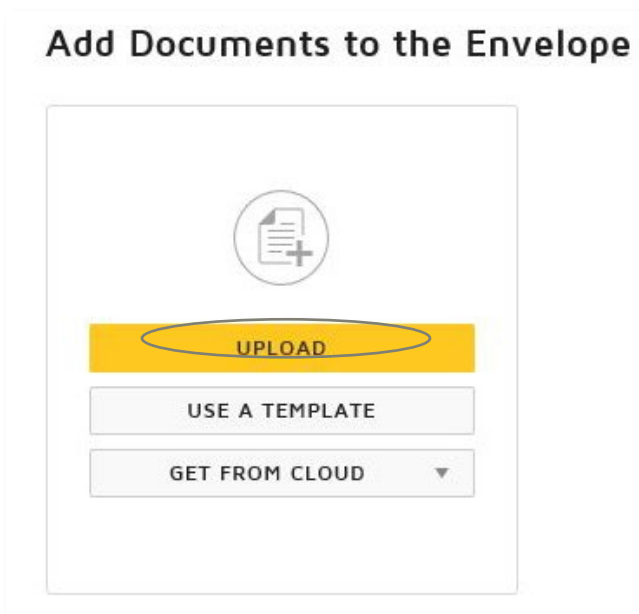 Add Documents to the Envelope
UPLOAD
USE A TEMPLATE
GET FROM CLOUD